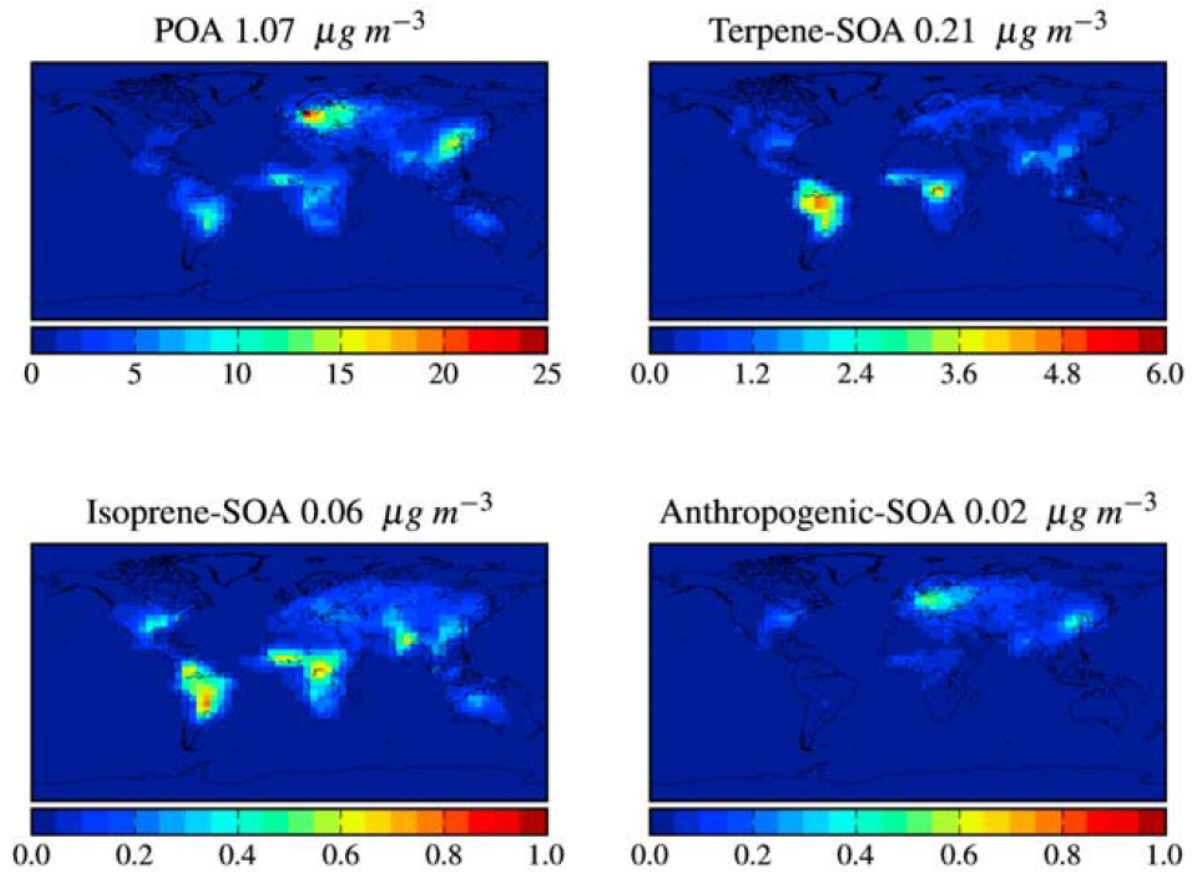 POA 1.07 μg m−3
Terpene-SOA 0.21 μg m−3
0 5 10 15 20 25
0.0 1.2 2.4 3.6 4.8 6.0
Isoprene-SOA 0.06 μg m−3
Anthropogenic-SOA 0.02 μg m−3
0.0 0.2 0.4 0.6 0.8 1.0
0.0 0.2 0.4 0.6 0.8 1.0